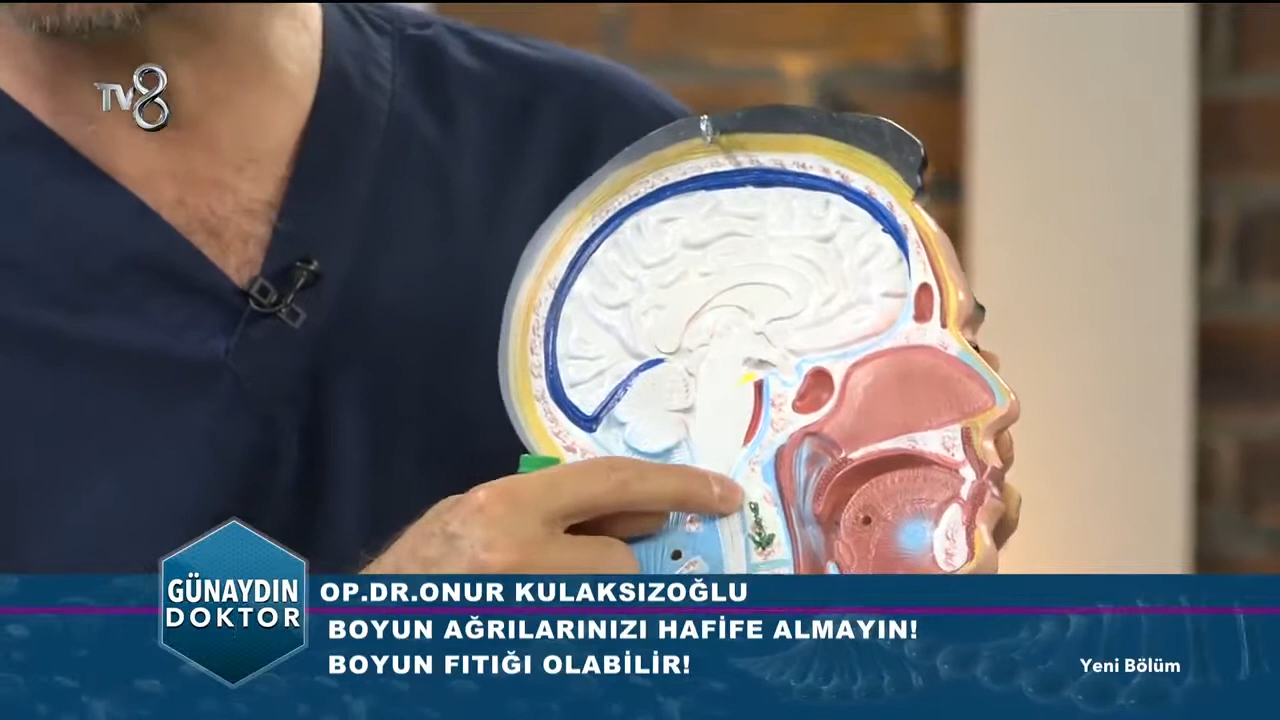 TV8
GÜNAYDIN
DOKTOR
OP.DR.ONUR KULAKSIZOĞLU
BOYUN AĞRILARINIZI HAFİFE ALMAYIN!
BOYUN FITIĞI OLABİLİR!
Yeni Bölüm